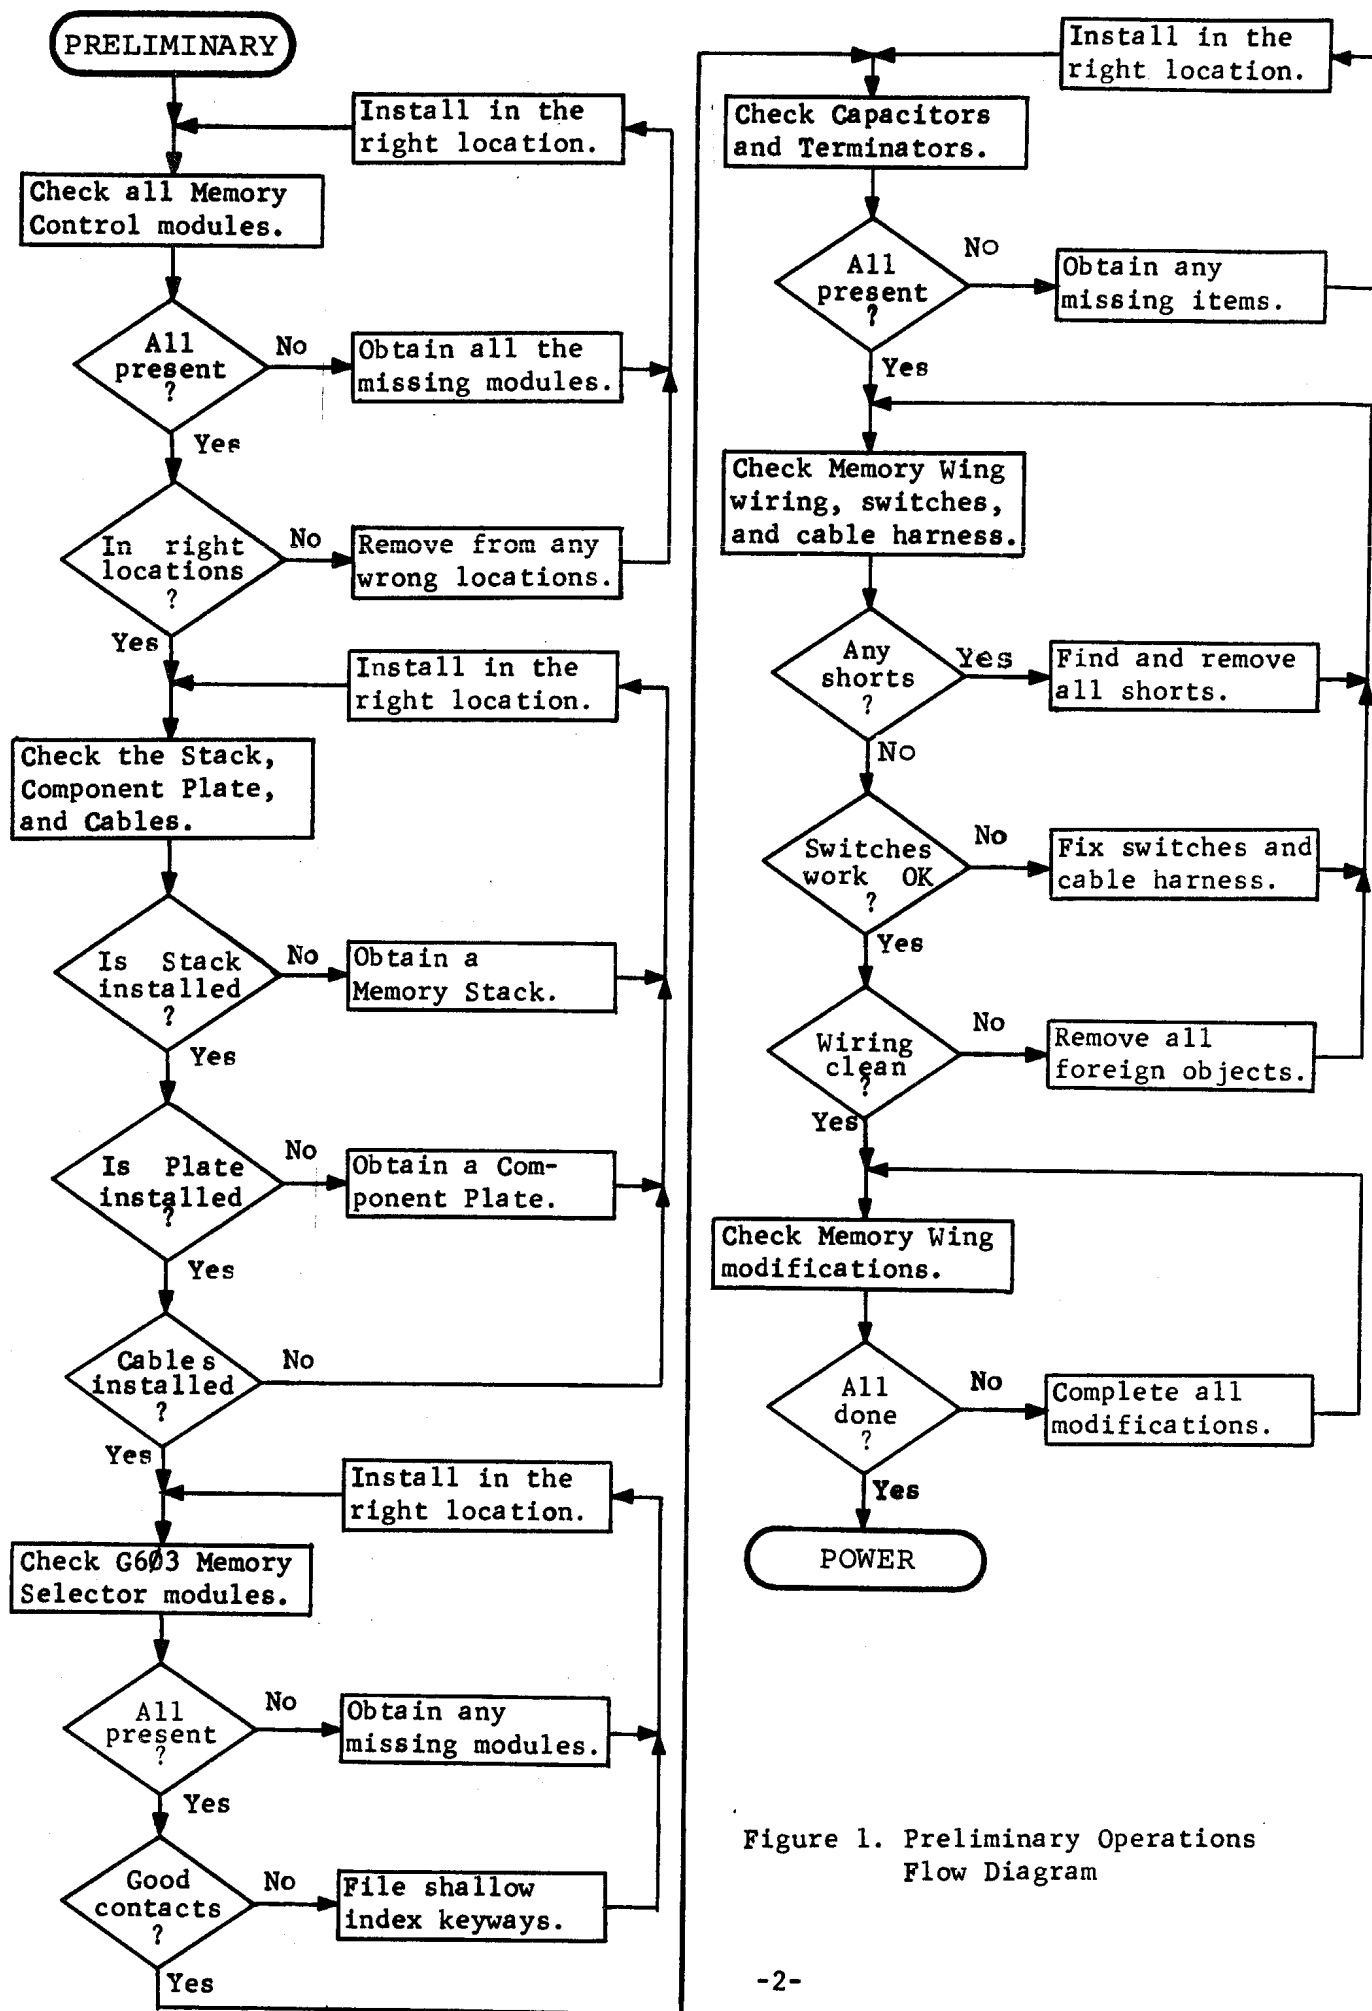 PRELIMINARY
Install in the
right location.
Check all Memory
Control modules.
All
present
?
No
Obtain all the
missing modules.
Yes
In right
locations
?
No
Remove from any
wrong locations.
Yes
Install in the
right location.
Check the Stack,
Component Plate,
and Cables.
Is Stack
installed
?
No
Obtain a
Memory Stack.
Yes
Is Plate
installed
?
No
Obtain a Com-
ponent Plate.
Yes
Cables
installed
?
No
Yes
Install in the
right location.
Check G6Ø3 Memory
Selector modules.
All
present
?
No
Obtain any
missing modules.
Yes
Good
contacts
?
No
File shallow
index keyways.
Yes
Install in the
right location.
Check Capacitors
and Terminators.
All
present
?
No
Obtain any
missing items.
Yes
Check Memory Wing
wiring, switches,
and cable harness.
Any
shorts
?
Yes
Find and remove
all shorts.
No
Switches
work OK
?
No
Fix switches and
cable harness.
Yes
Wiring
clean
?
No
Remove all
foreign objects.
Yes
Check Memory Wing
modifications.
All
done
?
No
Complete all
modifications.
Yes
POWER
Figure 1. Preliminary Operations
Flow Diagram
-2-